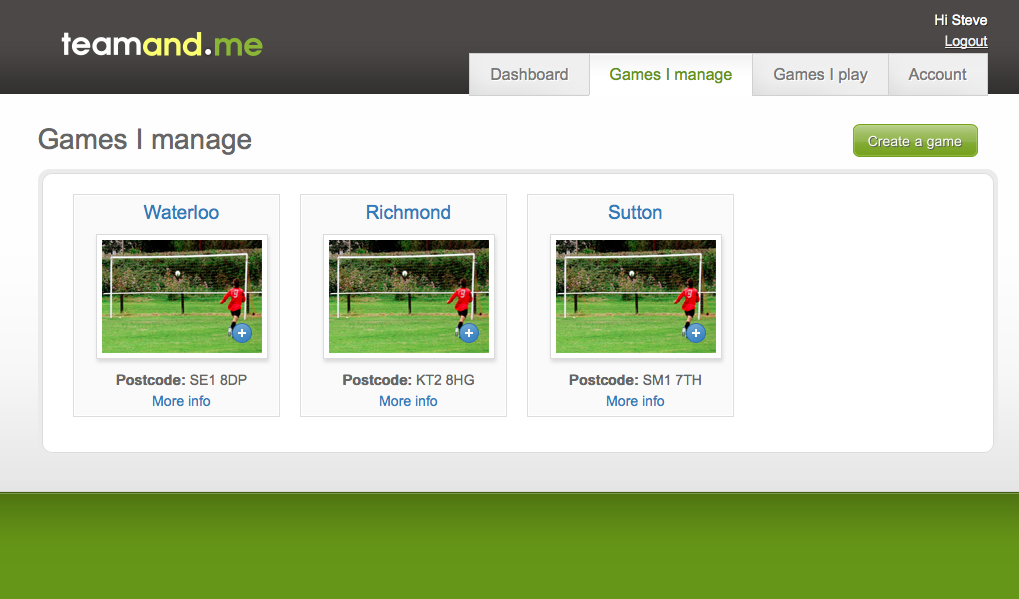 Hi Steve
teamand.me
Logout
Dashboard Games I manage Games I play Account
Games I manage
Create a game
Waterloo Richmond Sutton
Postcode: SE1 8DP Postcode: KT2 8HG Postcode: SM1 7TH
More info More info More info